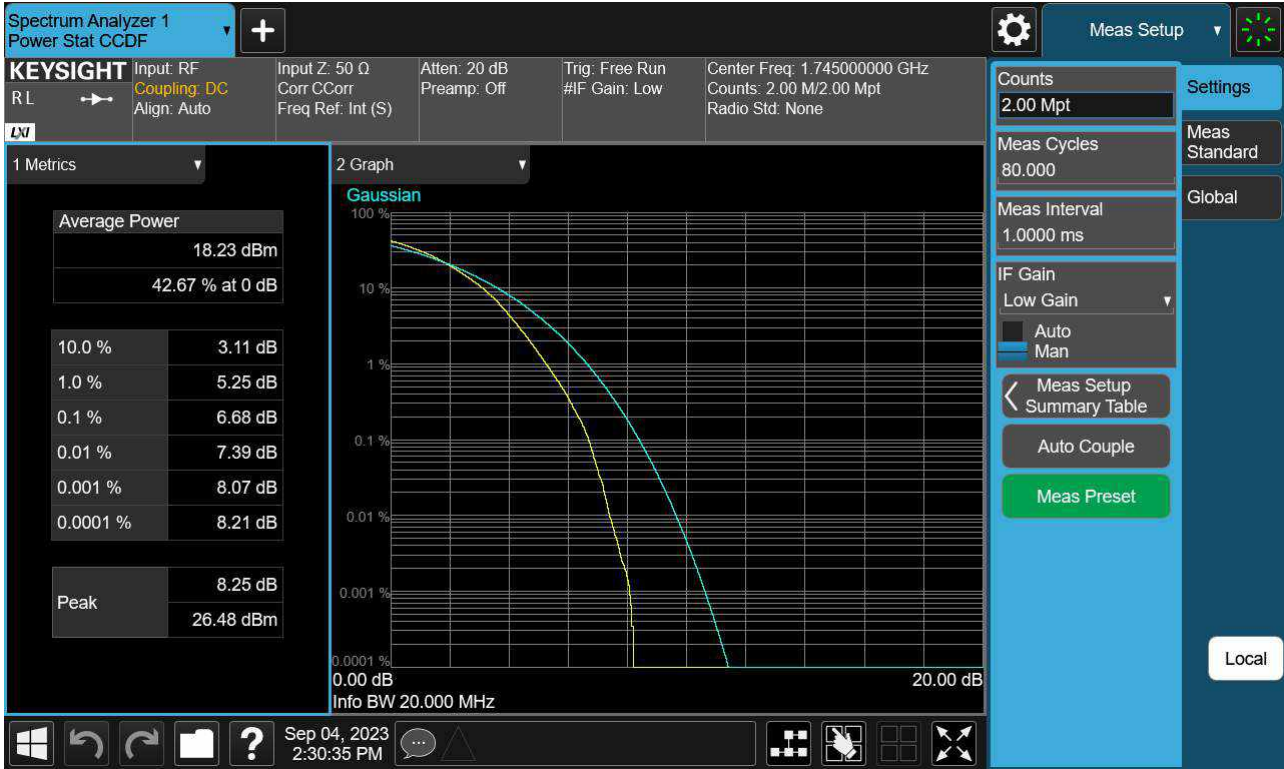 Spectrum Analyzer 1
Power Stat CCDF
Meas Setup
KEYSIGHT
R L
LXI
Input: RF
Coupling: DC
Align: Auto
Input Z: 50 Ω
Corr CCorr
Freq Ref: Int (S)
Atten: 20 dB
Preamp: Off
Trig: Free Run
#IF Gain: Low
Center Freq: 1.745000000 GHz
Counts: 2.00 M/2.00 Mpt
Radio Std: None
1 Metrics
Average Power
18.23 dBm
42.67 % at 0 dB
10.0 % 3.11 dB
1.0 % 5.25 dB
0.1 % 6.68 dB
0.01 % 7.39 dB
0.001 % 8.07 dB
0.0001 % 8.21 dB
Peak
8.25 dB
26.48 dBm
2 Graph
Gaussian
100 %
10 %
1 %
0.1 %
0.01 %
0.001 %
0.0001 %
0.00 dB
20.00 dB
Info BW 20.000 MHz
Counts
2.00 Mpt
Meas Cycles
80.000
Meas Interval
1.0000 ms
IF Gain
Low Gain
Auto
Man
Meas Setup
Summary Table
Auto Couple
Meas Preset
Settings
Meas
Standard
Global
Local
?
Sep 04, 2023
2:30:35 PM